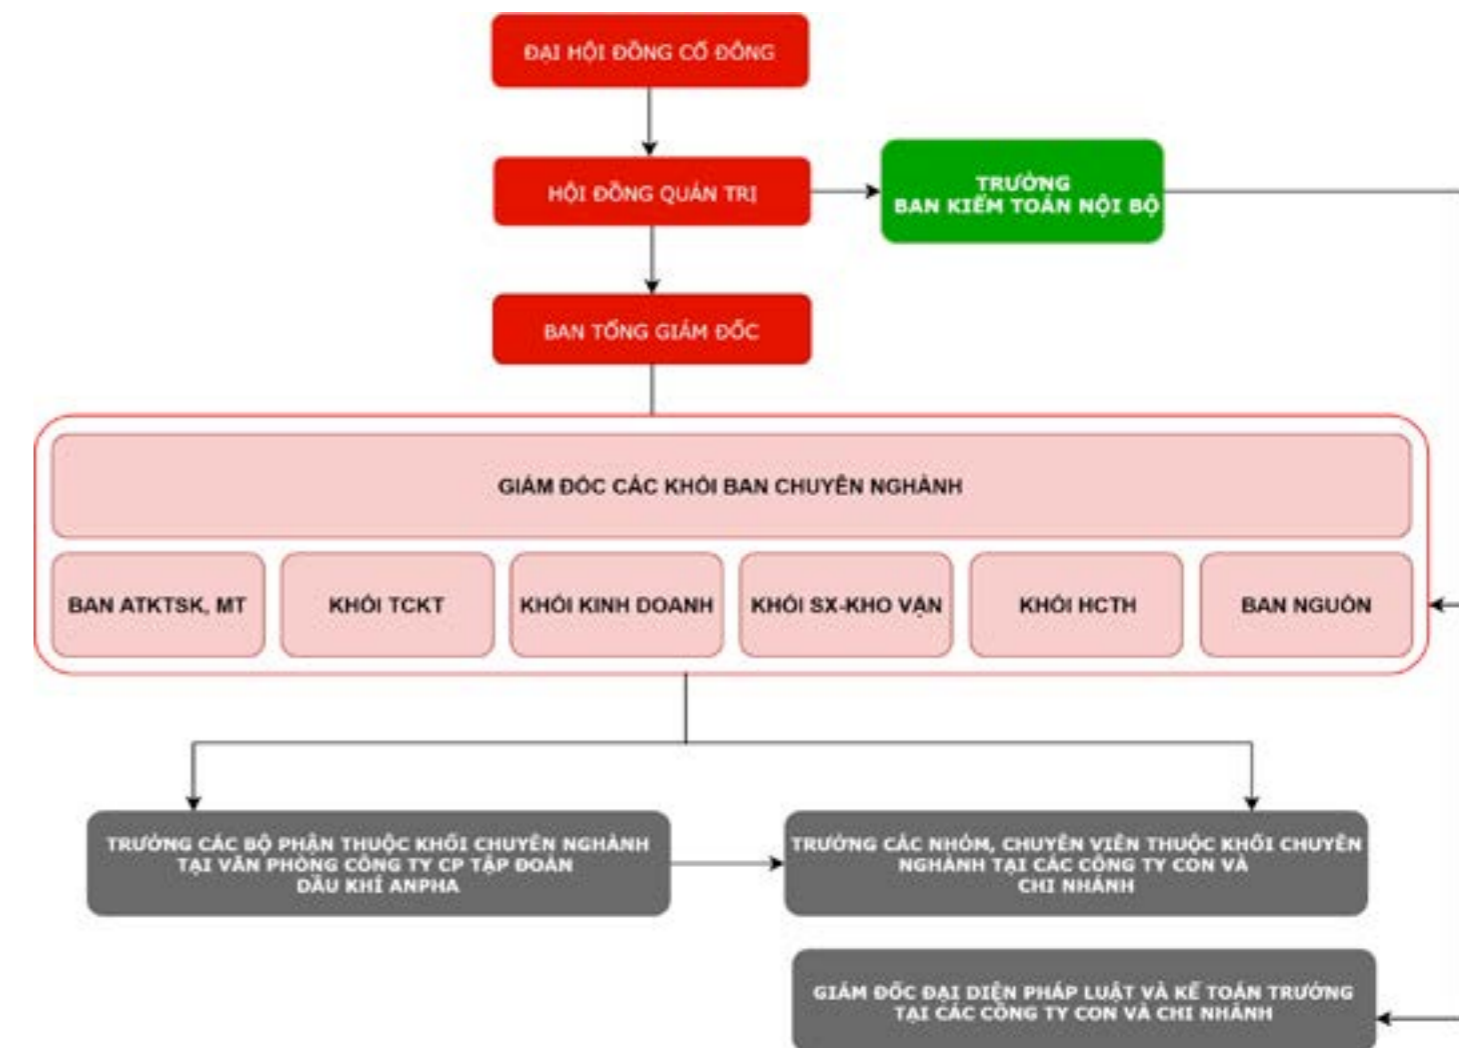 ĐẠI HỘI ĐỒNG CỔ ĐÔNG
HỘI ĐỒNG QUẢN TRỊ
TRƯỞNG
BAN KIỂM TOÁN NỘI BỘ
BAN TỔNG GIÁM ĐỐC
GIÁM ĐỐC CÁC KHỐI BAN CHUYÊN NGHÀNH
BAN ATKTSK, MT
KHỐI TCKT
KHỐI KINH DOANH
KHỐI SX-KHO VẬN
KHỐI HCTH
BAN NGUỒN
TRƯỞNG CÁC BỘ PHẬN THUỘC KHỐI CHUYÊN NGHÀNH
TẠI VĂN PHÒNG CÔNG TY CP TẬP ĐOÀN
DẦU KHÍ ANPHA
TRƯỞNG CÁC NHÓM, CHUYÊN VIÊN THUỘC KHỐI CHUYÊN
NGHÀNH TẠI CÁC CÔNG TY CON VÀ
CHI NHÁNH
GIÁM ĐỐC ĐẠI DIỆN PHÁP LUẬT VÀ KẾ TOÁN TRƯỞNG
TẠI CÁC CÔNG TY CON VÀ CHI NHÁNH